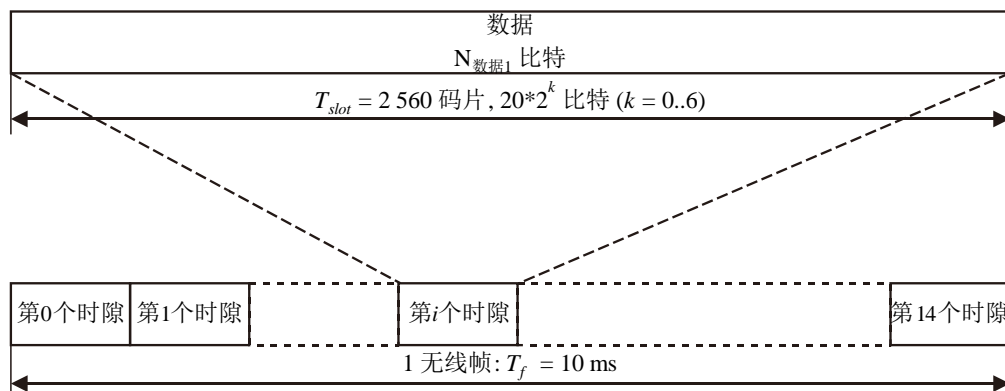 数据
N数据1 比特
Tslot = 2 560 码片, 20*2^k 比特 (k = 0..6)
第0个时隙 第1个时隙 第i个时隙 第14个时隙
1 无线帧: Tf = 10 ms